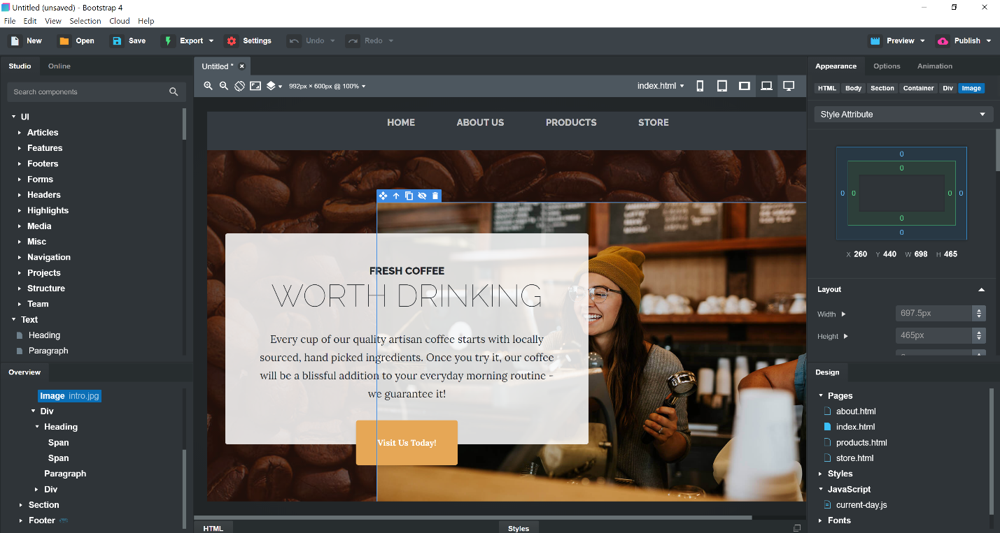 Untitled (unsaved) - Bootstrap 4
File Edit View Selection Cloud Help
New Open Save Export Settings Undo Redo Preview Publish
Studio Online
Search components
UI
Articles
Features
Footers
Forms
Headers
Highlights
Media
Misc
Navigation
Projects
Structure
Team
Text
Heading
Paragraph
Overview
Image intro.jpg
Div
Heading
Span
Span
Paragraph
Div
Section
Footer
Untitled *
992px × 600px @ 100%
index.html
HOME ABOUT US PRODUCTS STORE
FRESH COFFEE
WORTH DRINKING
Every cup of our quality artisan coffee starts with locally
sourced, hand picked ingredients. Once you try it, our coffee
will be a blissful addition to your everyday morning routine -
we guarantee it!
Visit Us Today!
HTML Styles
Appearance Options Animation
HTML Body Section Container Div Image
Style Attribute
0
0
0 0 0 0
0
0
X 260 Y 440 W 698 H 465
Layout
Width 697.5px
Height 465px
Design
Pages
about.html
index.html
products.html
store.html
Styles
JavaScript
current-day.js
Fonts